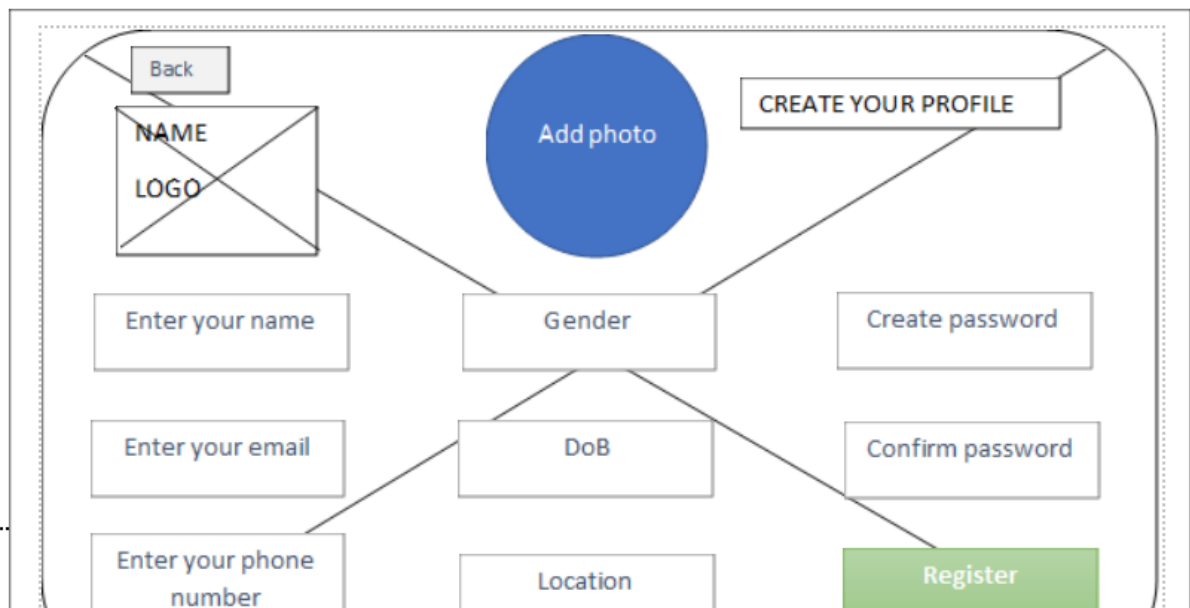 Back
Add photo
CREATE YOUR PROFILE
NAME
LOGO
Enter your name
Gender
Create password
Enter your email
DoB
Confirm password
Enter your phone
number
Location
Register